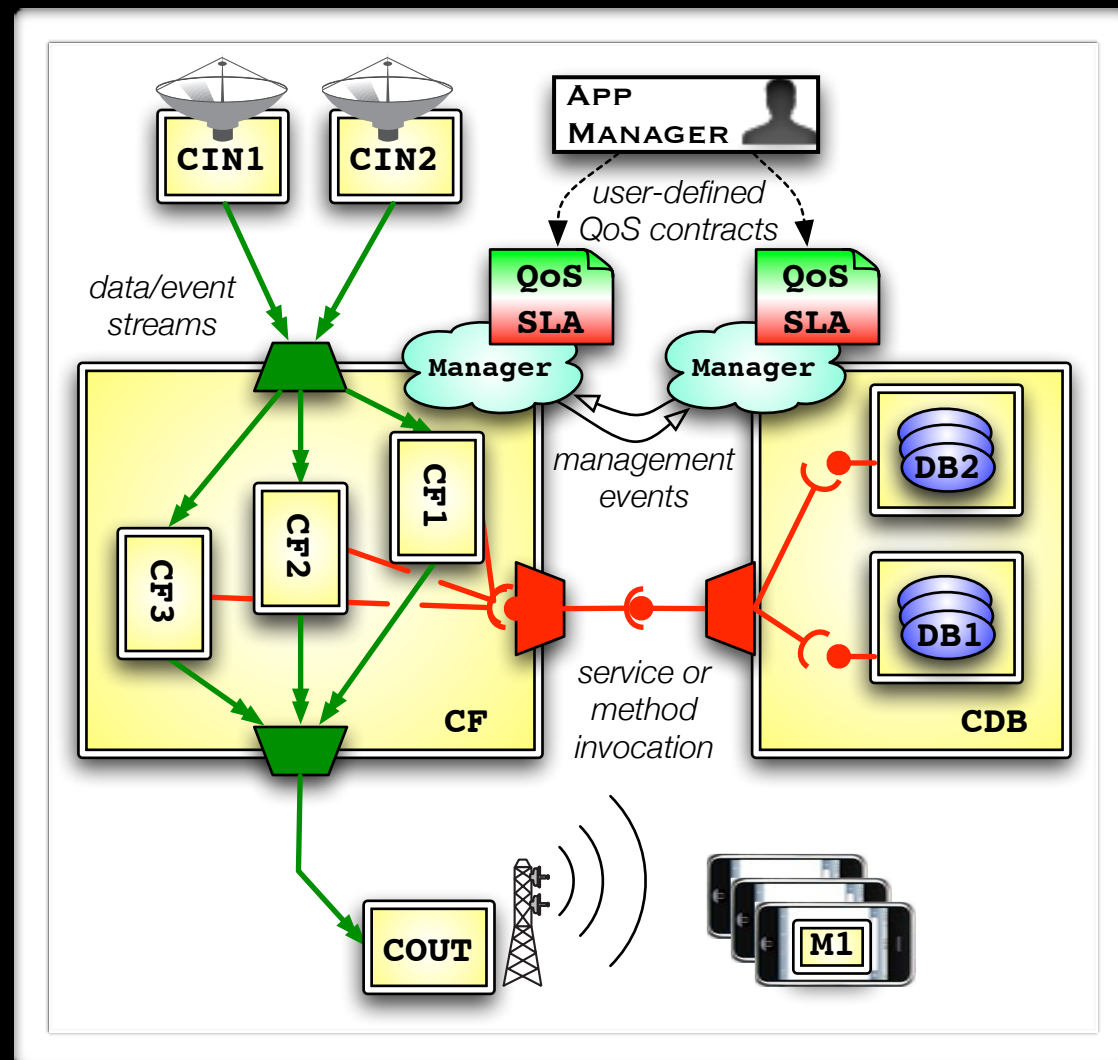 CIN1
CIN2
APP
MANAGER
user-defined
QoS contracts
data/event
streams
QoS
SLA
QoS
SLA
Manager
Manager
management
events
CF1
CF2
CF3
DB2
DB1
service or
method
invocation
CF
CDB
COUT
M1